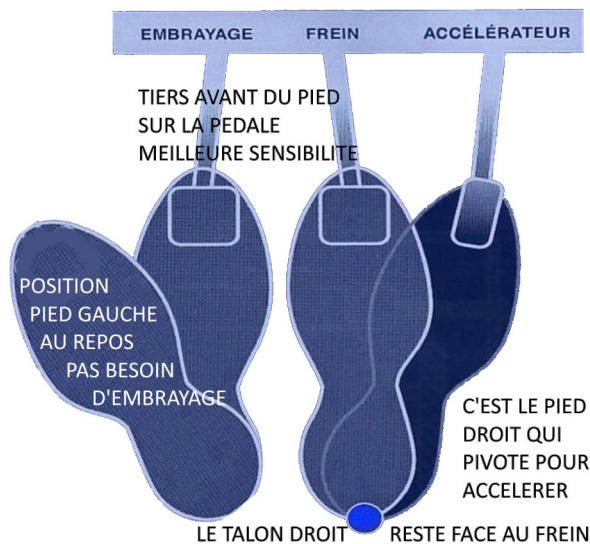 EMBRAYAGE FREIN ACCÉLÉRATEUR
TIERS AVANT DU PIED
SUR LA PEDALE
MEILLEURE SENSIBILITE
POSITION
PIED GAUCHE
AU REPOS
PAS BESOIN
D'EMBRAYAGE
C'EST LE PIED
DROIT QUI
PIVOTE POUR
ACCELERER
LE TALON DROIT RESTE FACE AU FREIN